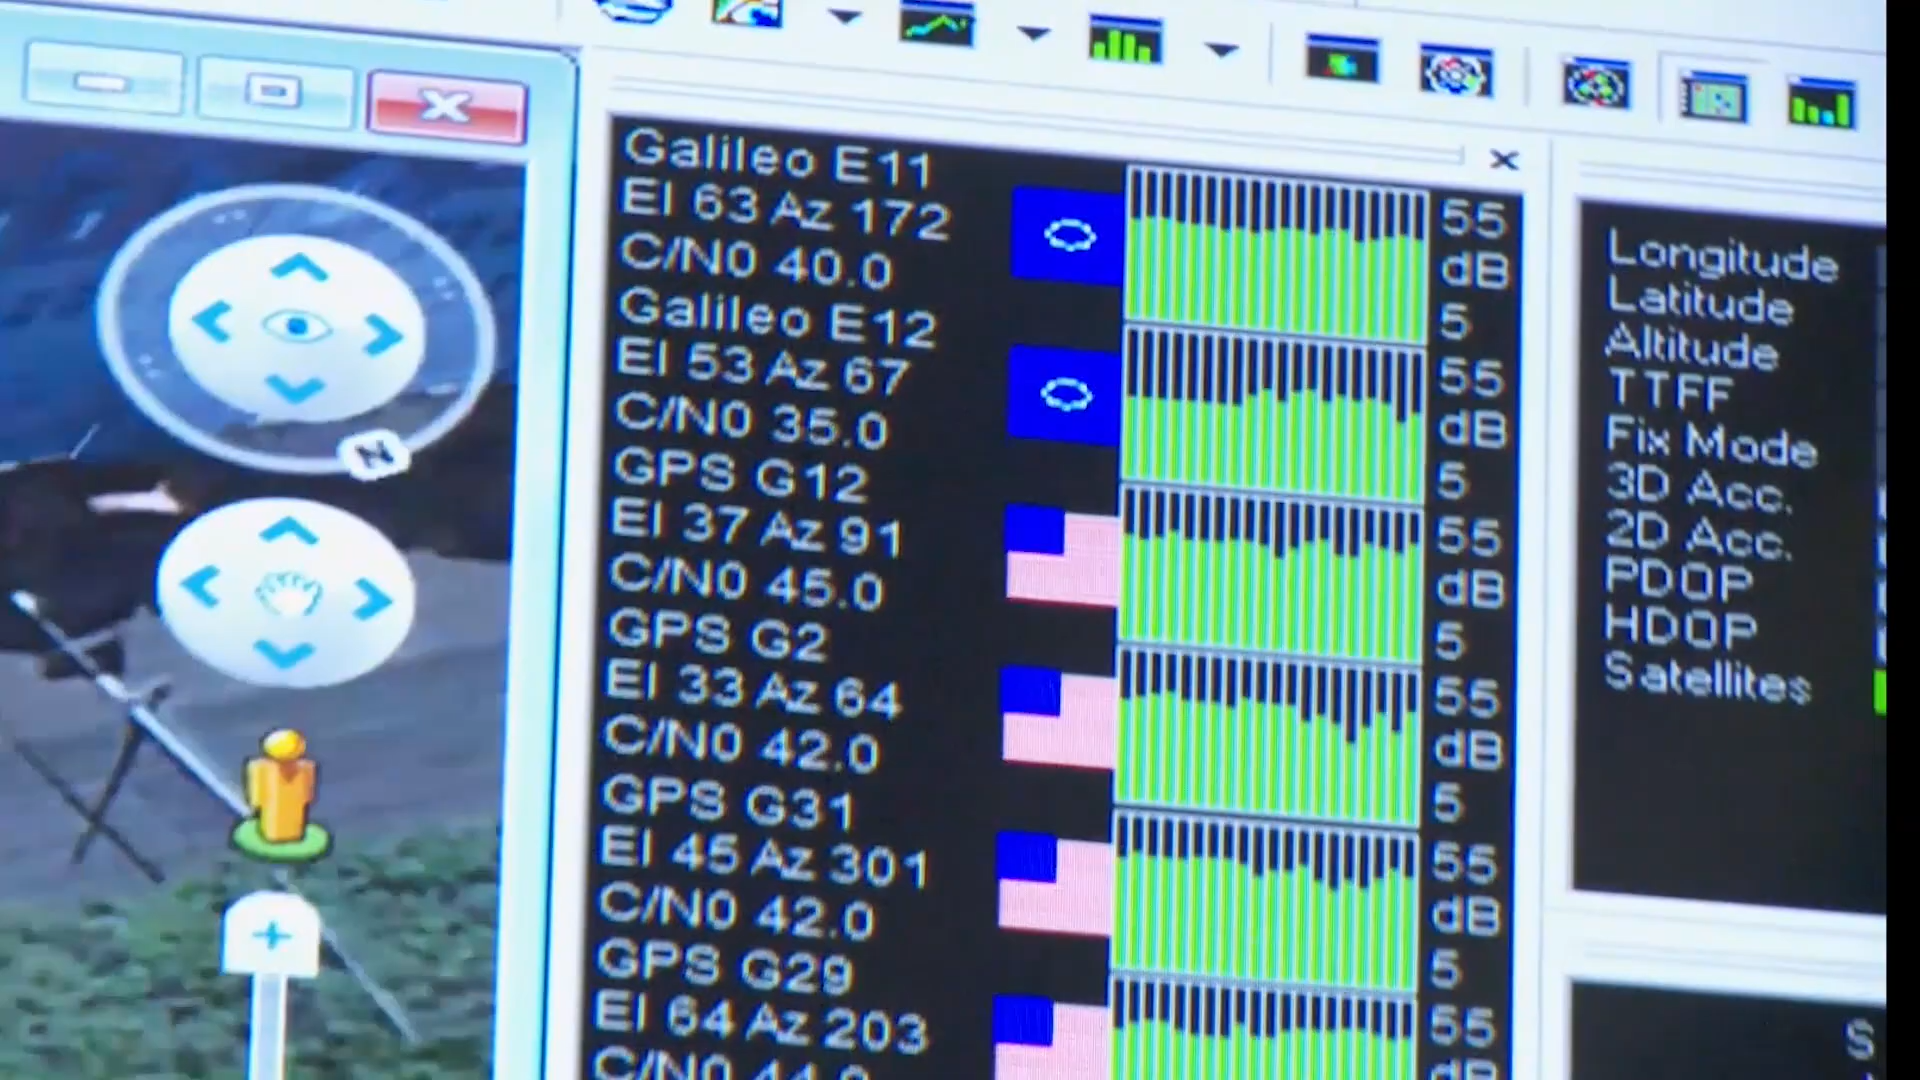 Galileo E11
El 63 Az 172
C/N0 40.0
55
dB
5
Galileo E12
El 53 Az 67
C/N0 35.0
55
dB
5
GPS G12
El 37 Az 91
C/N0 45.0
55
dB
5
GPS G2
El 33 Az 64
C/N0 42.0
55
dB
5
GPS G31
El 45 Az 301
C/N0 42.0
55
dB
5
GPS G29
El 64 Az 203
C/N0 44.0
55
dB
Longitude
Latitude
Altitude
TTFF
Fix Mode
3D Acc.
2D Acc.
PDOP
HDOP
Satellites
S
N